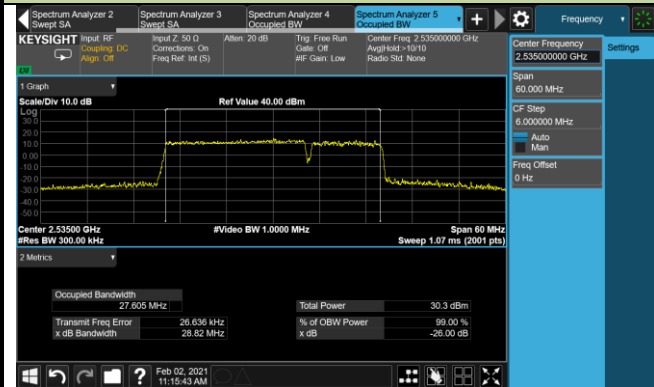 Spectrum Analyzer 2
Swept SA
Spectrum Analyzer 3
Swept SA
Spectrum Analyzer 4
Occupied BW
Spectrum Analyzer 5
Occupied BW
Frequency
KEYSIGHT
Input: RF
Coupling: DC
Align: Off
Input Z: 50 Ω
Corrections: On
Freq Ref: Int (S)
Atten: 20 dB
Trig: Free Run
Gate: Off
#IF Gain: Low
Center Freq: 2.535000000 GHz
Avg|Hold:>10/10
Radio Std: None
Center Frequency
2.535000000 GHz
Settings
Span
60.000 MHz
CF Step
6.000000 MHz
Auto
Man
Freq Offset
0 Hz
1 Graph
Scale/Div 10.0 dB
Ref Value 40.00 dBm
Log
30.0
20.0
10.0
0.00
-10.0
-20.0
-30.0
-40.0
-50.0
Center 2.53500 GHz
#Video BW 1.0000 MHz
Span 60 MHz
#Res BW 300.00 kHz
Sweep 1.07 ms (2001 pts)
2 Metrics
Occupied Bandwidth
27.605 MHz
Total Power
30.3 dBm
Transmit Freq Error
26.636 kHz
% of OBW Power
99.00 %
x dB Bandwidth
28.82 MHz
x dB
-26.00 dB
?
Feb 02, 2021
11:15:43 AM